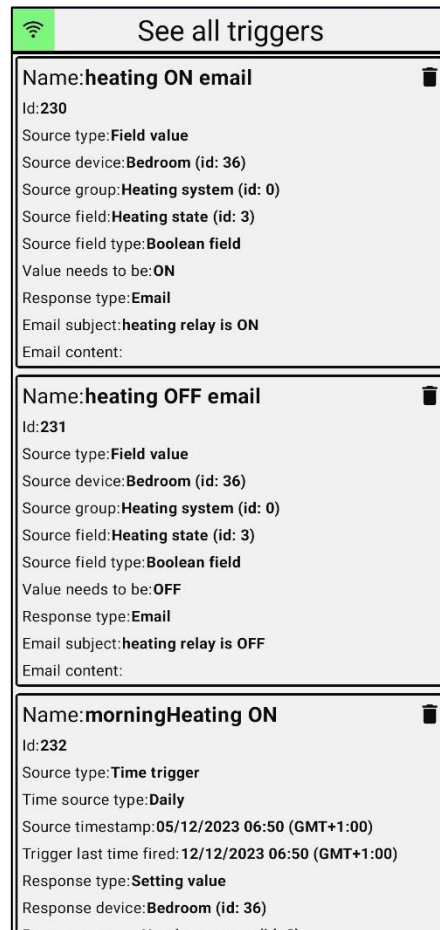 See all triggers
Name:heating ON email
Id:230
Source type:Field value
Source device:Bedroom (id: 36)
Source group:Heating system (id: 0)
Source field:Heating state (id: 3)
Source field type:Boolean field
Value needs to be:ON
Response type:Email
Email subject:heating relay is ON
Email content:
Name:heating OFF email
Id:231
Source type:Field value
Source device:Bedroom (id: 36)
Source group:Heating system (id: 0)
Source field:Heating state (id: 3)
Source field type:Boolean field
Value needs to be:OFF
Response type:Email
Email subject:heating relay is OFF
Email content:
Name:morningHeating ON
Id:232
Source type:Time trigger
Time source type:Daily
Source timestamp:05/12/2023 06:50 (GMT+1:00)
Trigger last time fired:12/12/2023 06:50 (GMT+1:00)
Response type:Setting value
Response device:Bedroom (id: 36)